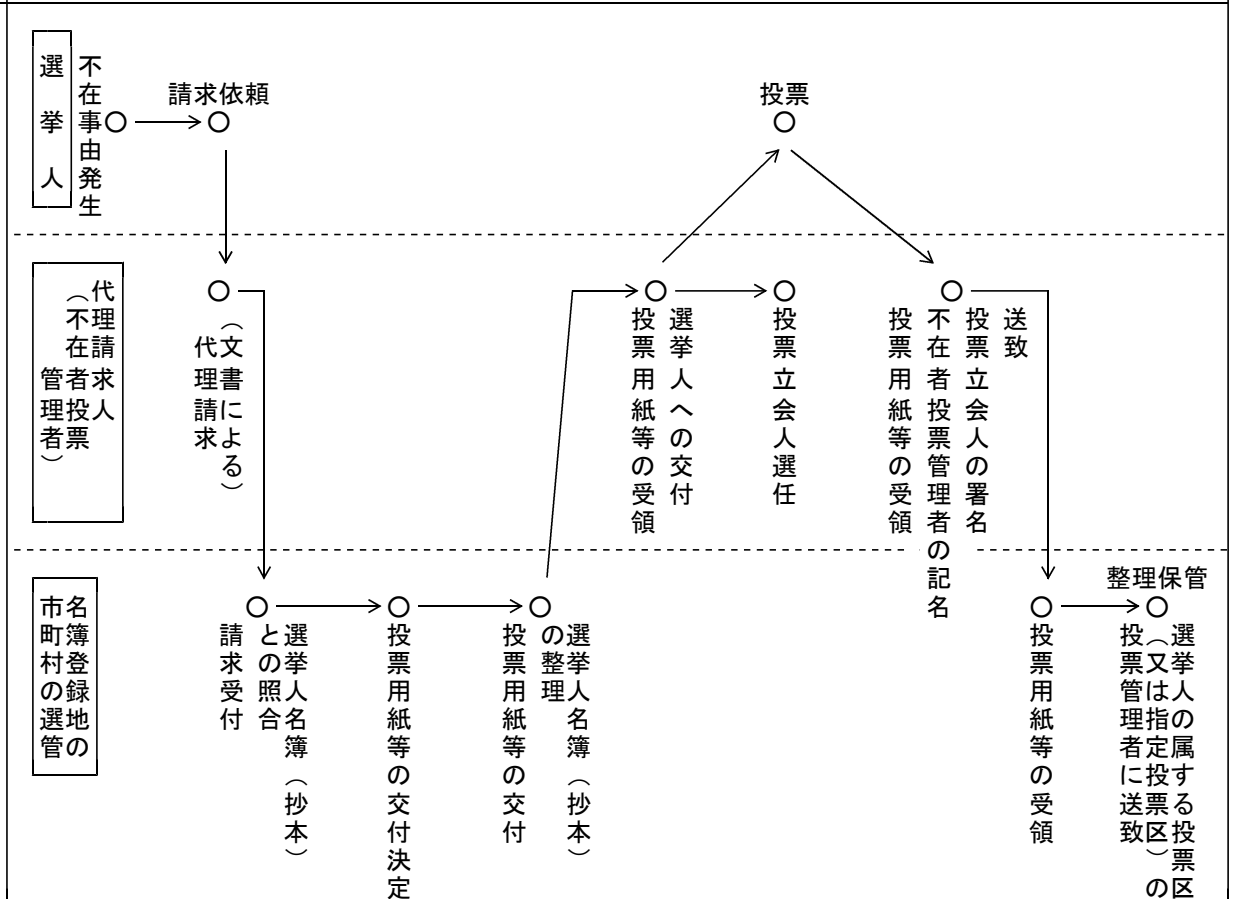 選挙人
不在事由発生
請求依頼
投票
代理請求人
（不在者投票
管理者）
（文書による）
代理請求
選挙人への交付
投票用紙等の受領
投票立会人選任
送致
投票立会人の署名
不在者投票管理者の記名
投票用紙等の受領
名簿登録地の
市町村の選管
選挙人名簿（抄本）
との照合
請求受付
投票用紙等の交付決定
選挙人名簿（抄本）
の整理
投票用紙等の交付
投票用紙等の受領
整理保管
選挙人の属する投票区
（又は指定投票区）の
投票管理者に送致